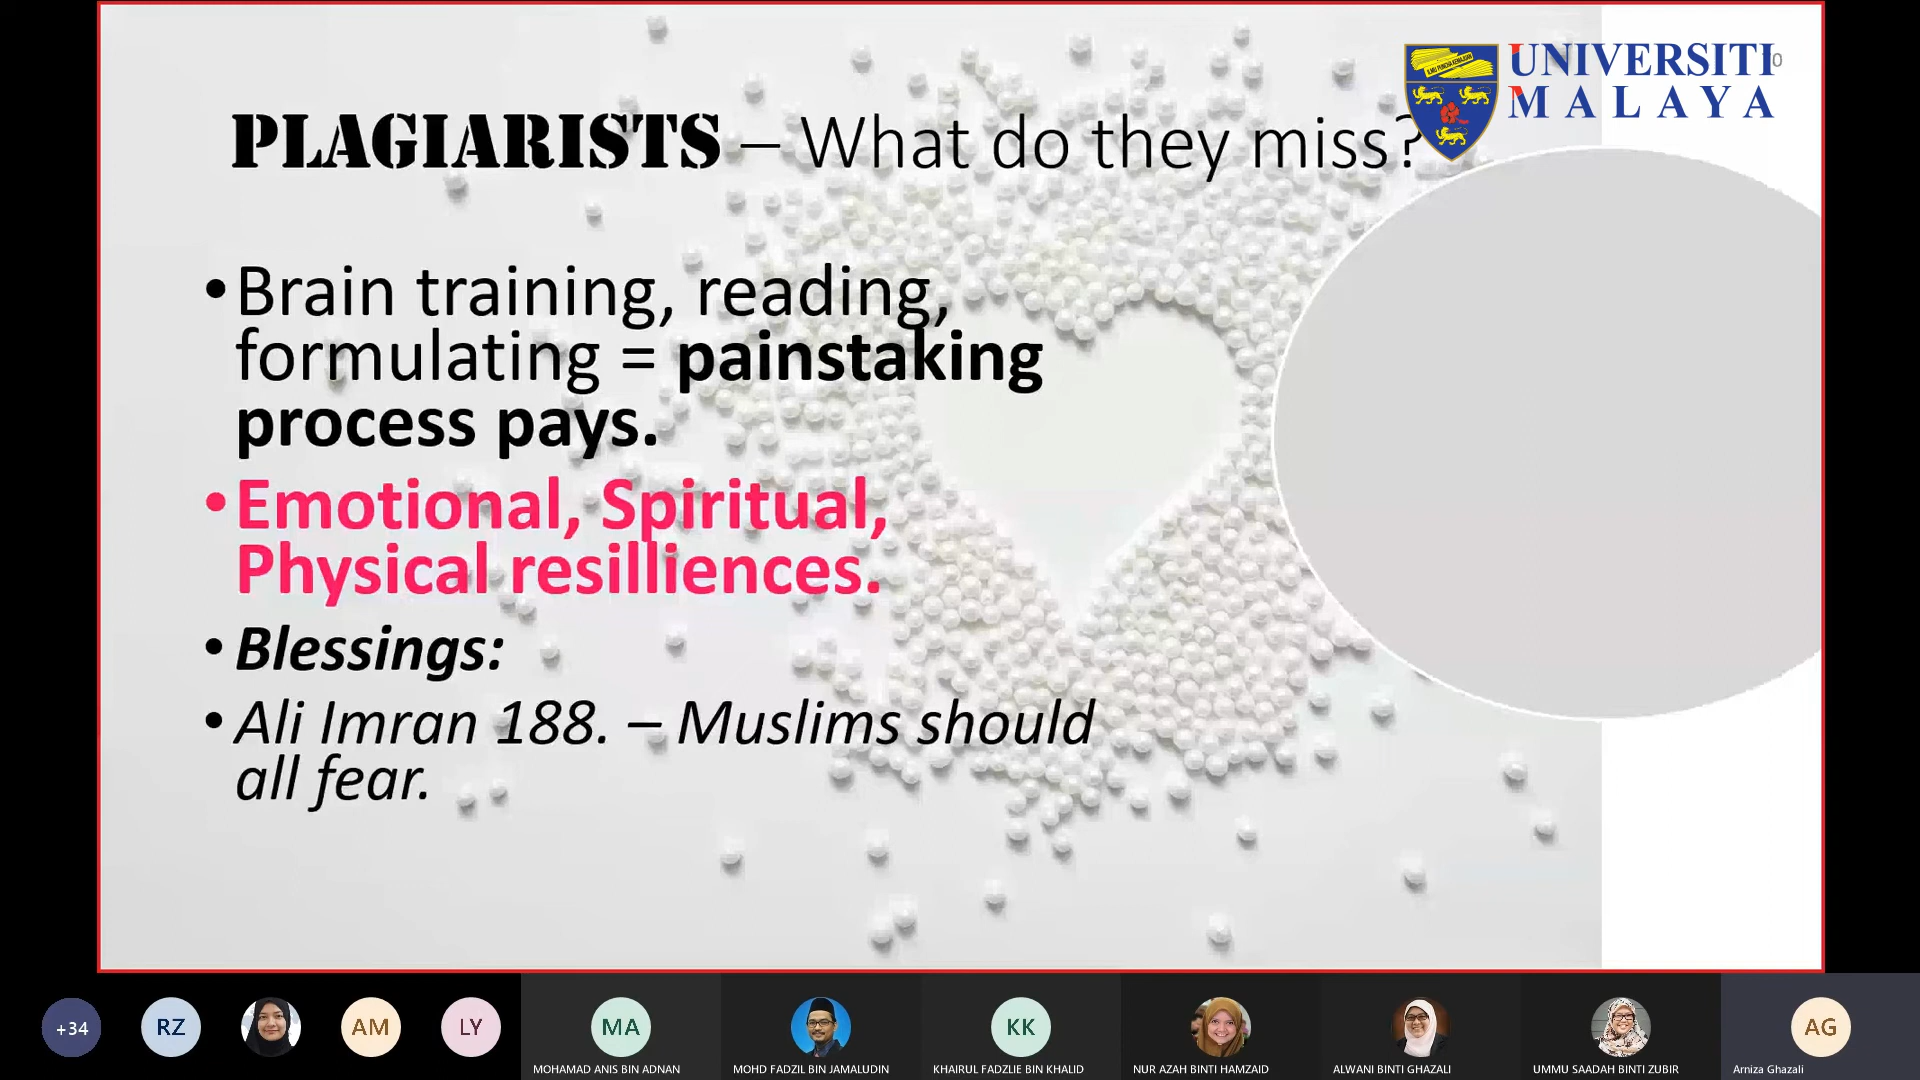 UNIVERSITI
MALAYA
PLAGIARISTS – What do they miss?
•Brain training, reading,
formulating = painstaking
process pays.
•Emotional, Spiritual,
Physical resilliences.
•Blessings:
•Ali Imran 188. – Muslims should
all fear.
+34
RZ
AM
LY
MA
KK
AG
MOHAMAD ANIS BIN ADNAN
MOHD FADZIL BIN JAMALUDIN
KHAIRUL FADZLIE BIN KHALID
NUR AZAH BINTI HAMZAID
ALWANI BINTI GHAZALI
UMMU SAADAH BINTI ZUBIR
Arniza Ghazali